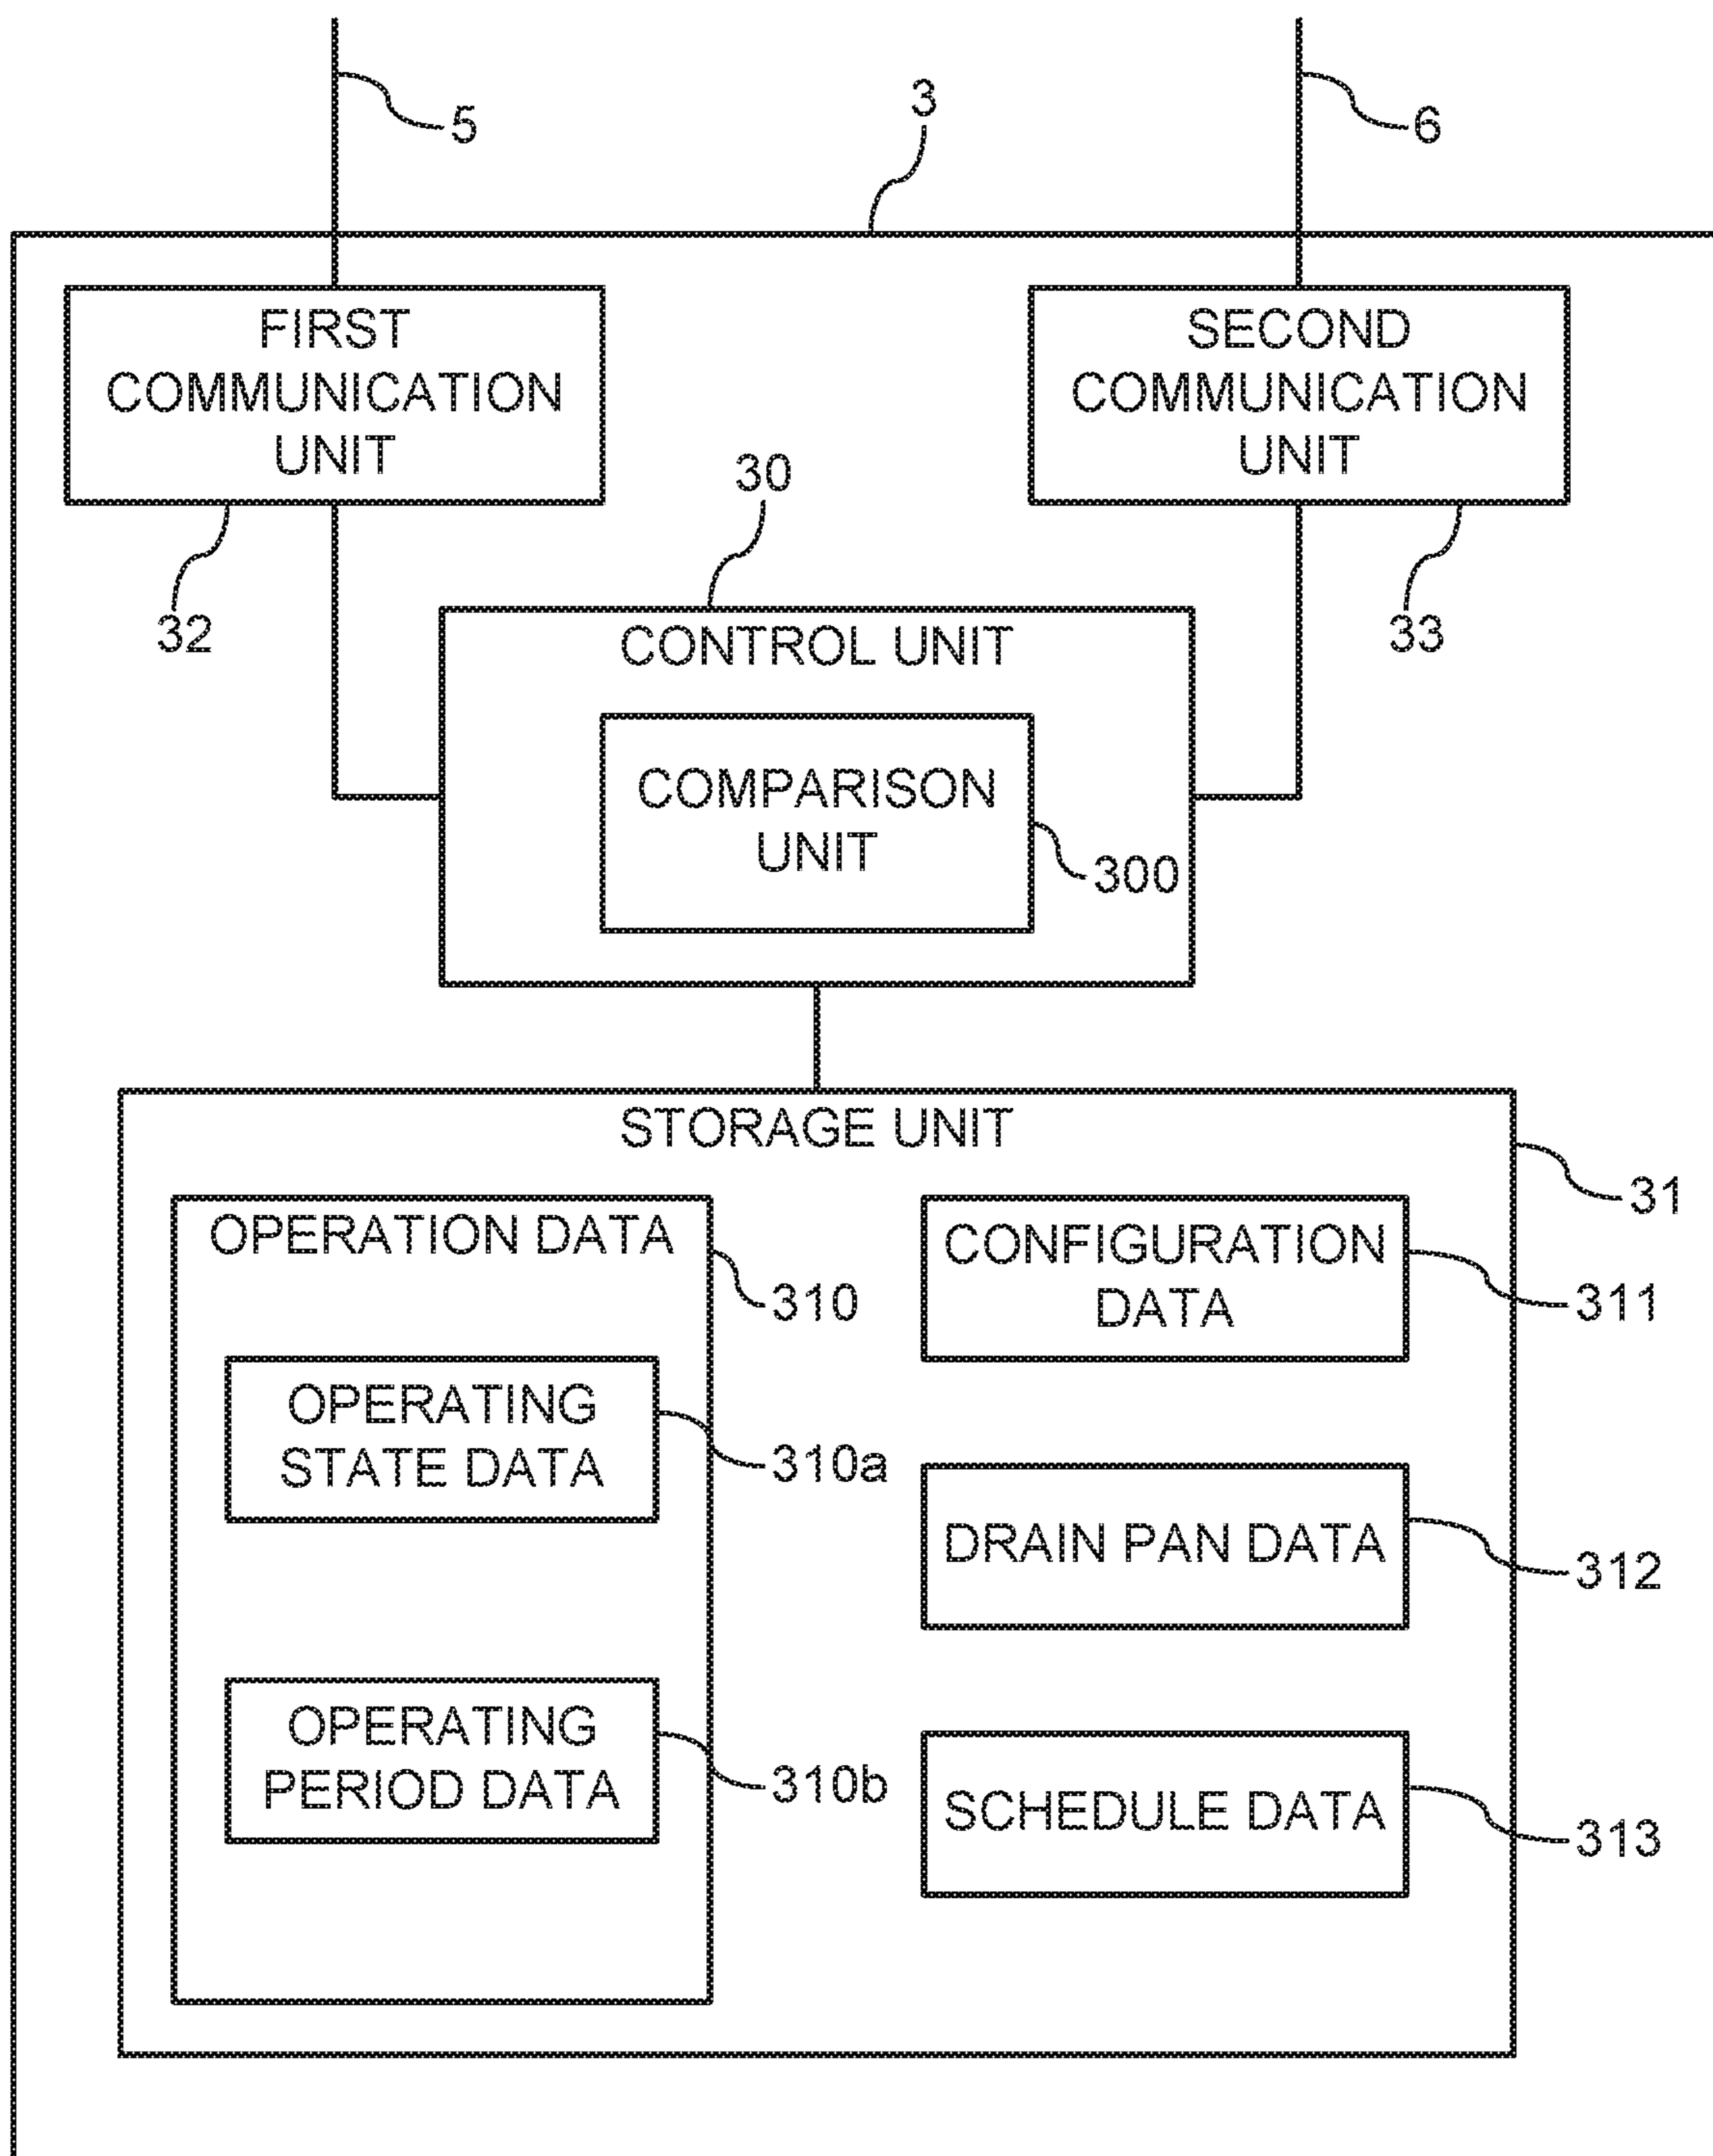 5
3
6
FIRST
COMMUNICATION
UNIT
SECOND
COMMUNICATION
UNIT
32
30
33
CONTROL UNIT
COMPARISON
UNIT
300
STORAGE UNIT
31
OPERATION DATA
310
OPERATING
STATE DATA
310a
OPERATING
PERIOD DATA
310b
CONFIGURATION
DATA
311
DRAIN PAN DATA
312
SCHEDULE DATA
313